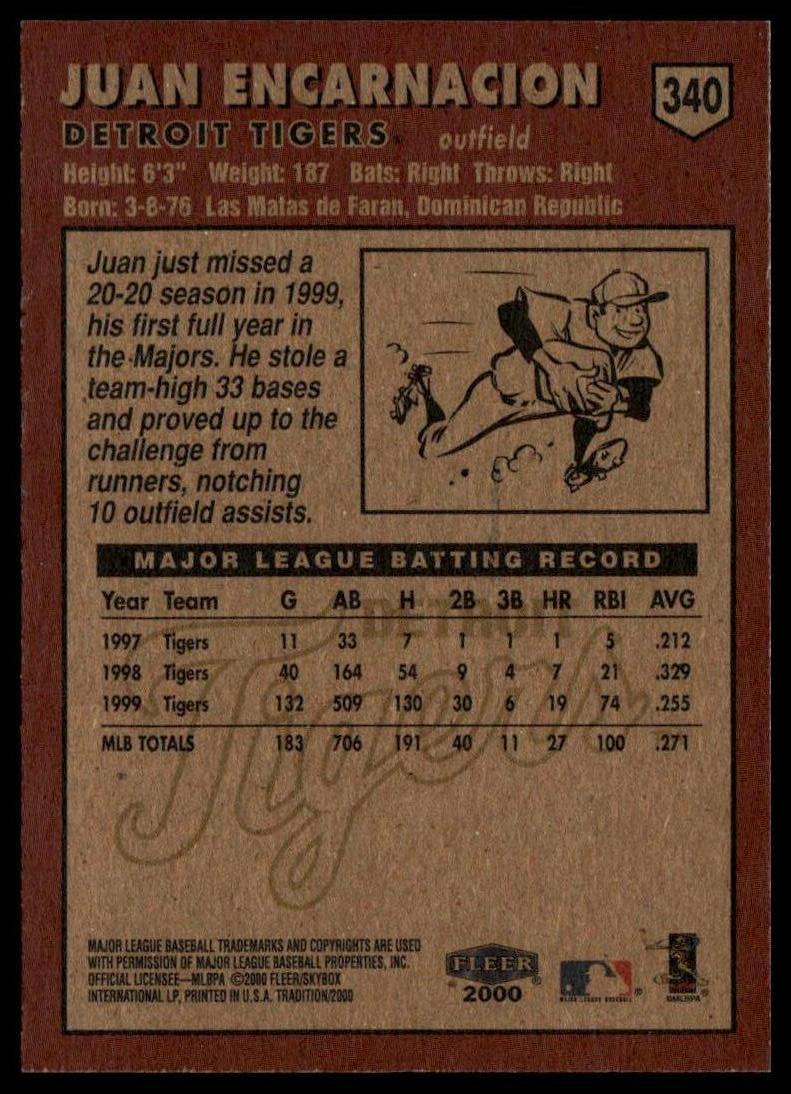 JUAN ENCARNACION
340
DETROIT TIGERS outfield
Height: 6'3" Weight: 187 Bats: Right Throws: Right
Born: 3-8-76 Las Matas de Faran, Dominican Republic
Juan just missed a
20-20 season in 1999,
his first full year in
the Majors. He stole a
team-high 33 bases
and proved up to the
challenge from
runners, notching
10 outfield assists.
MAJOR LEAGUE BATTING RECORD
Year Team G AB H 2B 3B HR RBI AVG
1997 Tigers 11 33 7 1 1 1 5 .212
1998 Tigers 40 164 54 9 4 7 21 .329
1999 Tigers 132 509 130 30 6 19 74 .255
MLB TOTALS 183 706 191 40 11 27 100 .271
DETROIT
Tigers
MAJOR LEAGUE BASEBALL TRADEMARKS AND COPYRIGHTS ARE USED
WITH PERMISSION OF MAJOR LEAGUE BASEBALL PROPERTIES, INC.
OFFICIAL LICENSEE—MLBPA ©2000 FLEER/SKYBOX
INTERNATIONAL LP, PRINTED IN U.S.A. TRADITION/2000
FLEER®
2000
MAJOR LEAGUE BASEBALL®
©MLBPA®